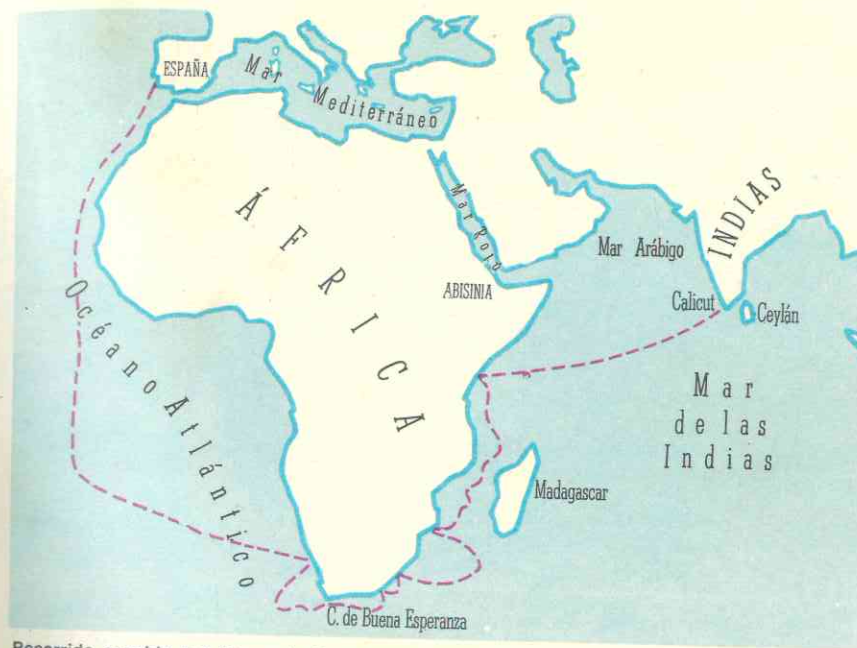 ESPAÑA
Mar
Mediterráneo
ÁFRICA
Mar Rojo
INDIAS
Mar Arábigo
ABISINIA
Calicut
Ceylán
Océano Atlántico
Mar
de las
Indias
Madagascar
C. de Buena Esperanza
Recorrido